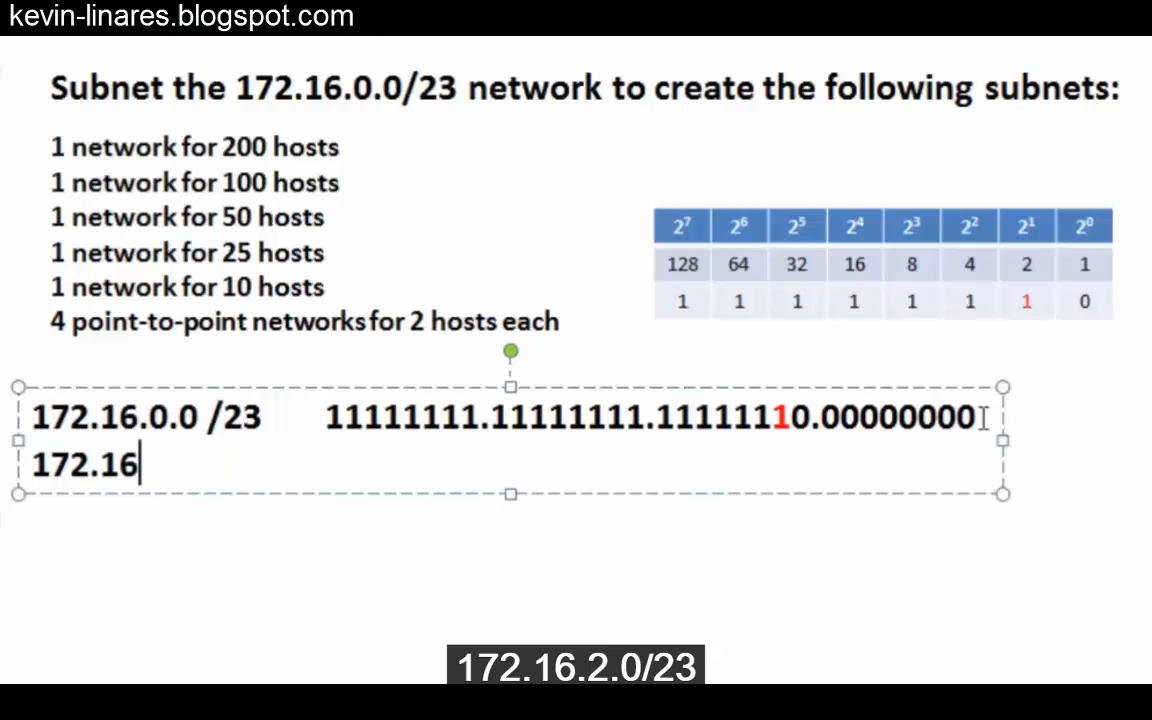 kevin-linares.blogspot.com
Subnet the 172.16.0.0/23 network to create the following subnets:
1 network for 200 hosts
1 network for 100 hosts
1 network for 50 hosts
1 network for 25 hosts
1 network for 10 hosts
4 point-to-point networks for 2 hosts each
2⁷ 2⁶ 2⁵ 2⁴ 2³ 2² 2¹ 2⁰
128 64 32 16 8 4 2 1
1 1 1 1 1 1 1 0
172.16.0.0 /23 11111111.11111111.11111110.00000000
172.16
172.16.2.0/23